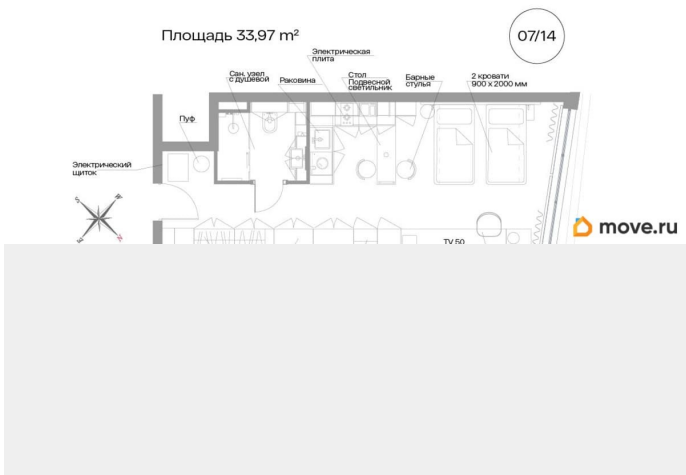 Площадь 33,97 m²
07/14
Электрическая
плита
Сан. узел
с душевой
Раковина
Стол
Подвесной
светильник
Барные
стулья
2 кровати
900 x 2000 мм
Пуф
Электрический
щиток
move.ru
TV 50